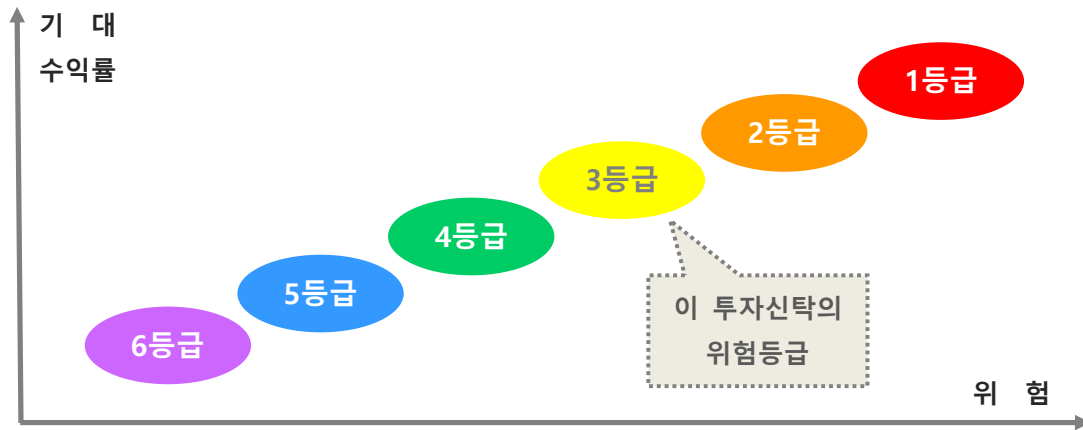 기 대
수익률
1등급
2등급
3등급
4등급
5등급
6등급
이 투자신탁의
위험등급
위 험